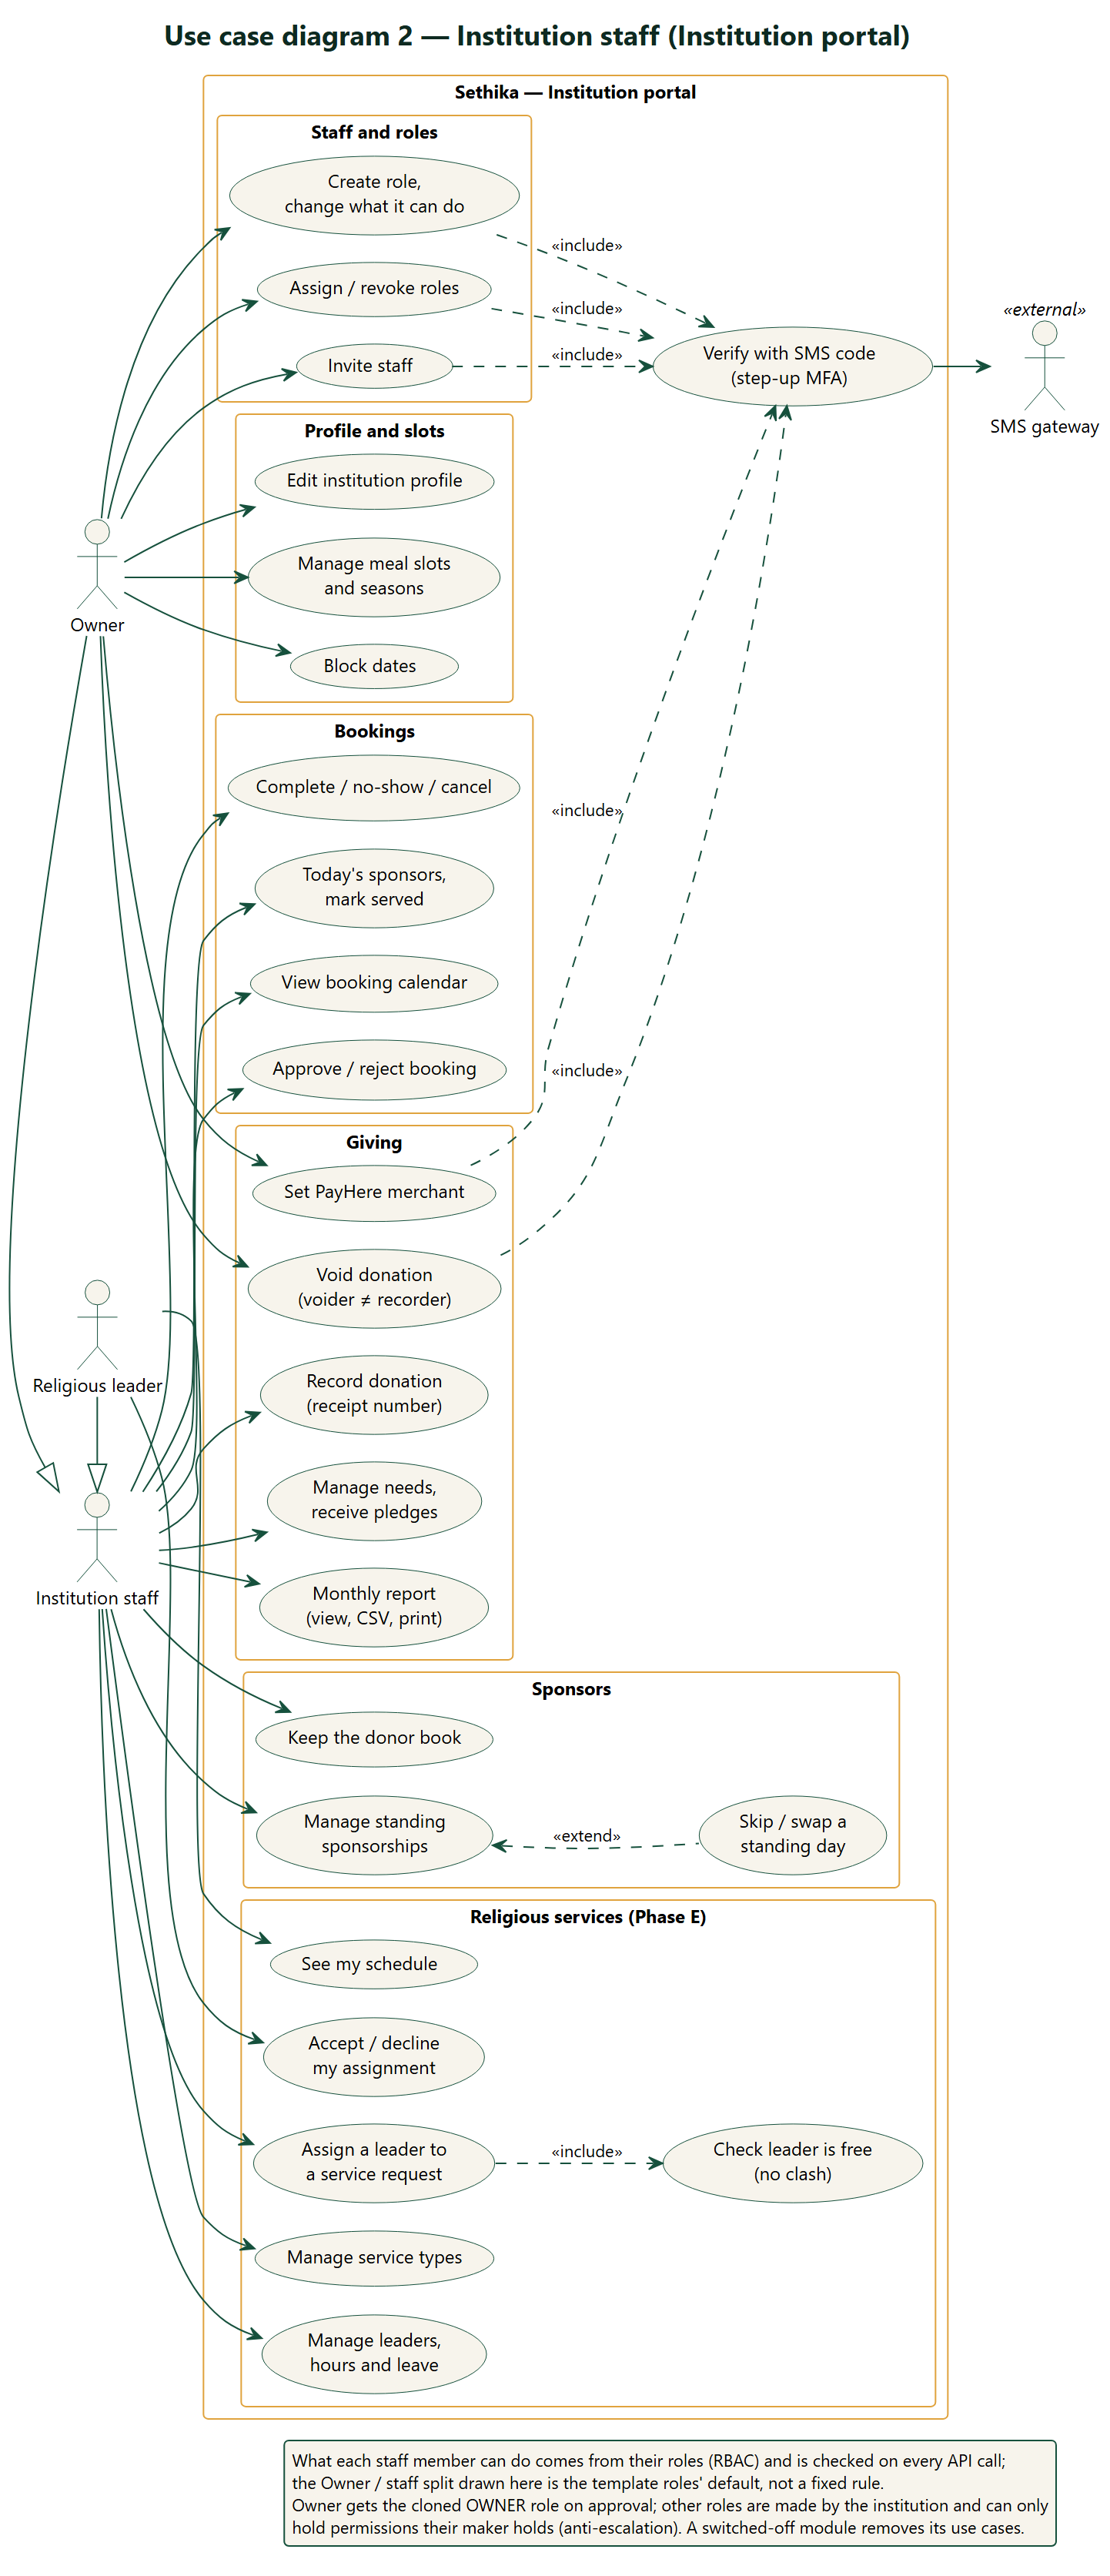 Use case diagram 2 — Institution staff (Institution portal)
Sethika — Institution portal
Staff and roles
Create role,
change what it can do
«include»
Assign / revoke roles
«include»
Invite staff
«include»
Verify with SMS code
(step-up MFA)
«external»
SMS gateway
Profile and slots
Edit institution profile
Manage meal slots
and seasons
Block dates
Owner
Bookings
Complete / no-show / cancel
«include»
Today's sponsors,
mark served
View booking calendar
Approve / reject booking
«include»
Giving
Set PayHere merchant
Void donation
(voider ≠ recorder)
Record donation
(receipt number)
Manage needs,
receive pledges
Monthly report
(view, CSV, print)
Religious leader
Institution staff
Sponsors
Keep the donor book
Manage standing
sponsorships
«extend»
Skip / swap a
standing day
Religious services (Phase E)
See my schedule
Accept / decline
my assignment
Assign a leader to
a service request
«include»
Check leader is free
(no clash)
Manage service types
Manage leaders,
hours and leave
What each staff member can do comes from their roles (RBAC) and is checked on every API call;
the Owner / staff split drawn here is the template roles' default, not a fixed rule.
Owner gets the cloned OWNER role on approval; other roles are made by the institution and can only
hold permissions their maker holds (anti-escalation). A switched-off module removes its use cases.